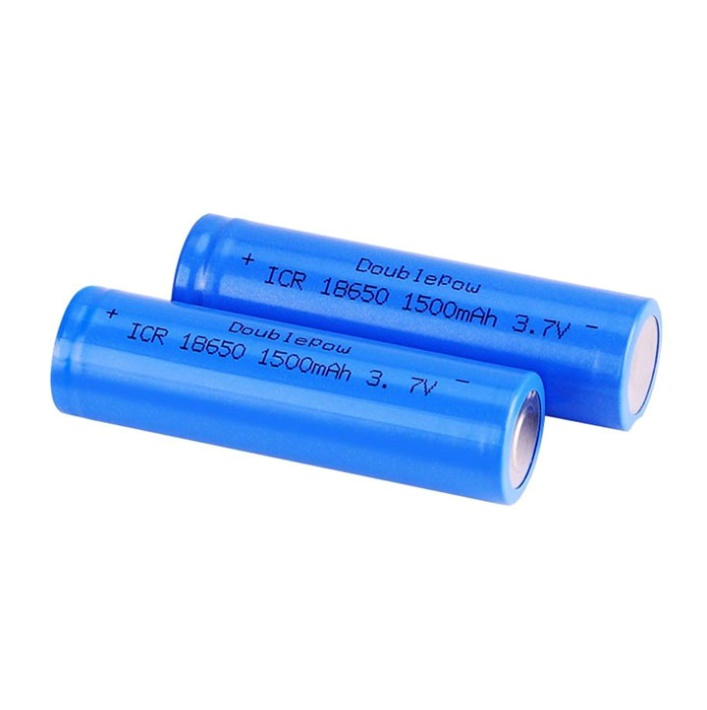 DoublePow
+ ICR 18650 1500mAh 3.7V -
DoublePow
+ ICR 18650 1500mAh 3. 7V -